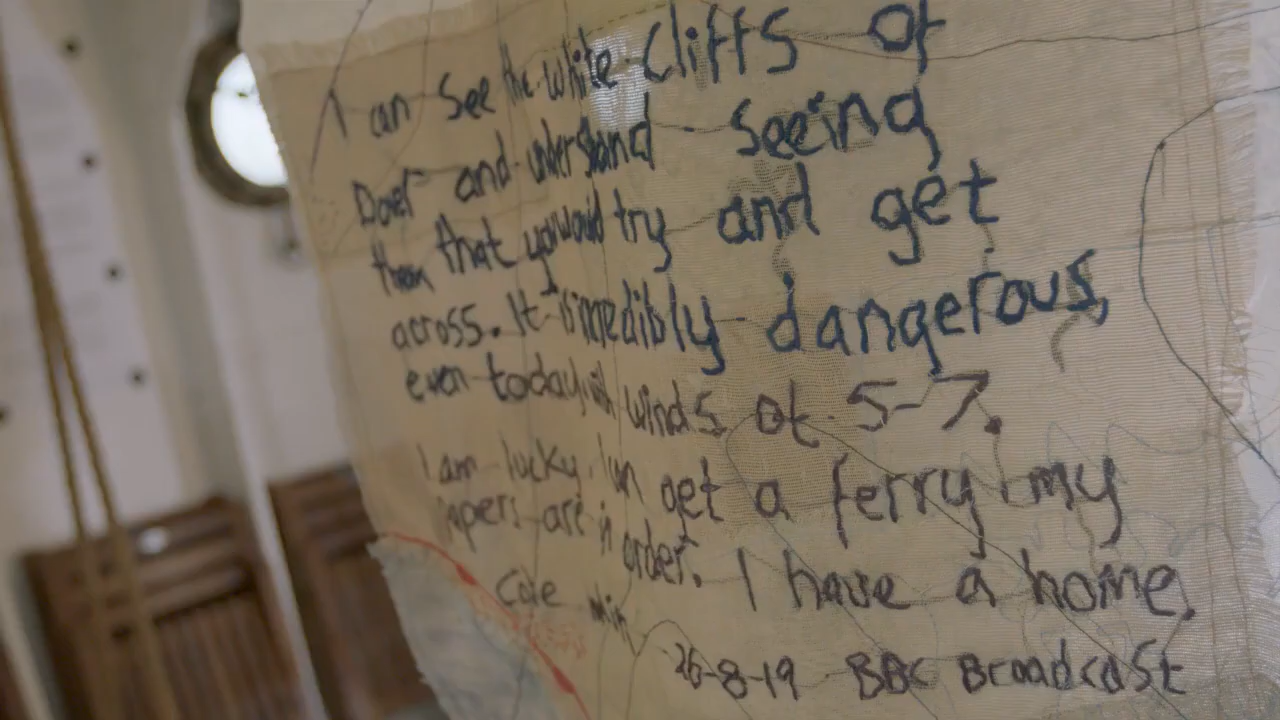 I can see the white cliffs of
Dover and understand seeing
them that you would try and get
across. It is incredibly dangerous,
even today with winds of 5-7.
I am lucky I can get a ferry my
papers are in order. I have a home.
26-8-19 BBC Broadcast